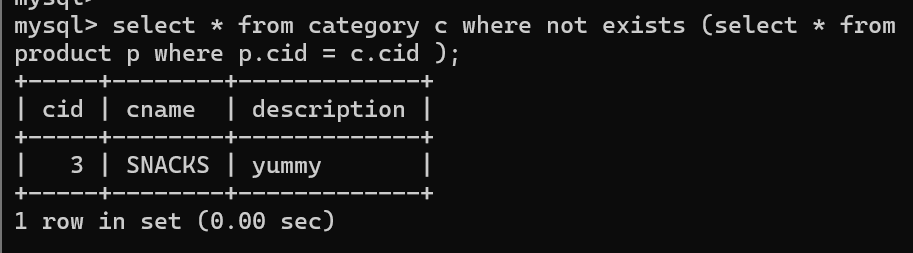 mysql>
mysql> select * from category c where not exists (select * from
product p where p.cid = c.cid );
+-----+--------+-------------+
| cid | cname  | description |
+-----+--------+-------------+
|   3 | SNACKS | yummy       |
+-----+--------+-------------+
1 row in set (0.00 sec)